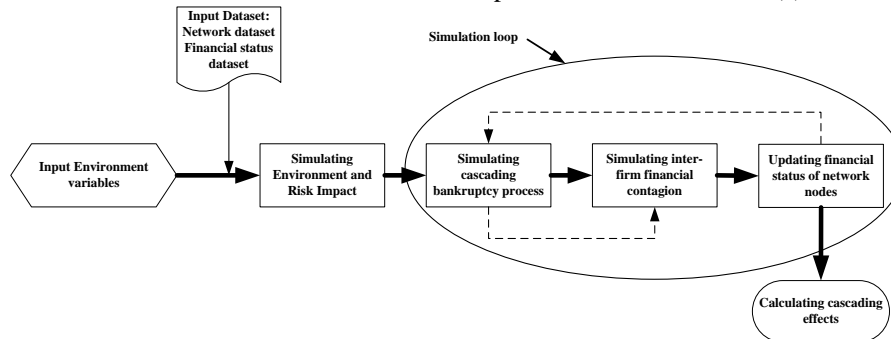 Input Dataset:
Network dataset
Financial status
dataset
Simulation loop
Input Environment
variables
Simulating
Environment and
Risk Impact
Simulating
cascading
bankruptcy process
Simulating inter-
firm financial
contagion
Updating financial
status of network
nodes
Calculating cascading
effects